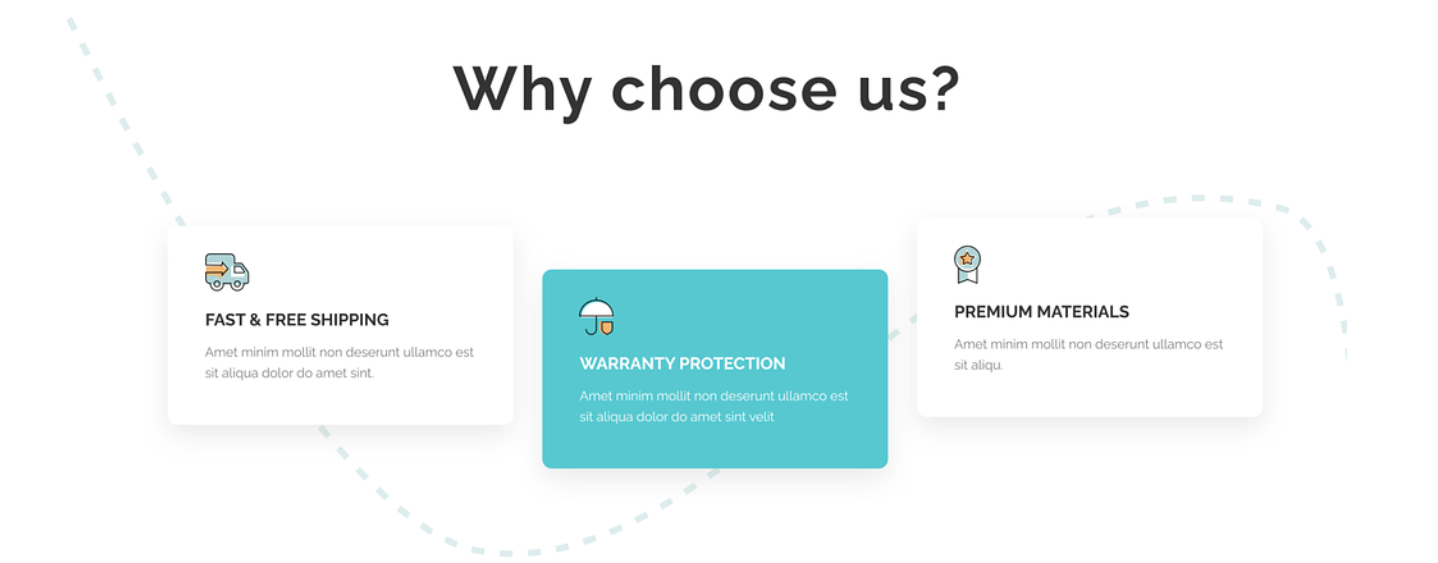 Why choose us?
FAST & FREE SHIPPING
Amet minim mollit non deserunt ullamco est
sit aliqua dolor do amet sint.
WARRANTY PROTECTION
Amet minim mollit non deserunt ullamco est
sit aliqua dolor do amet sint velit
PREMIUM MATERIALS
Amet minim mollit non deserunt ullamco est
sit aliqu.